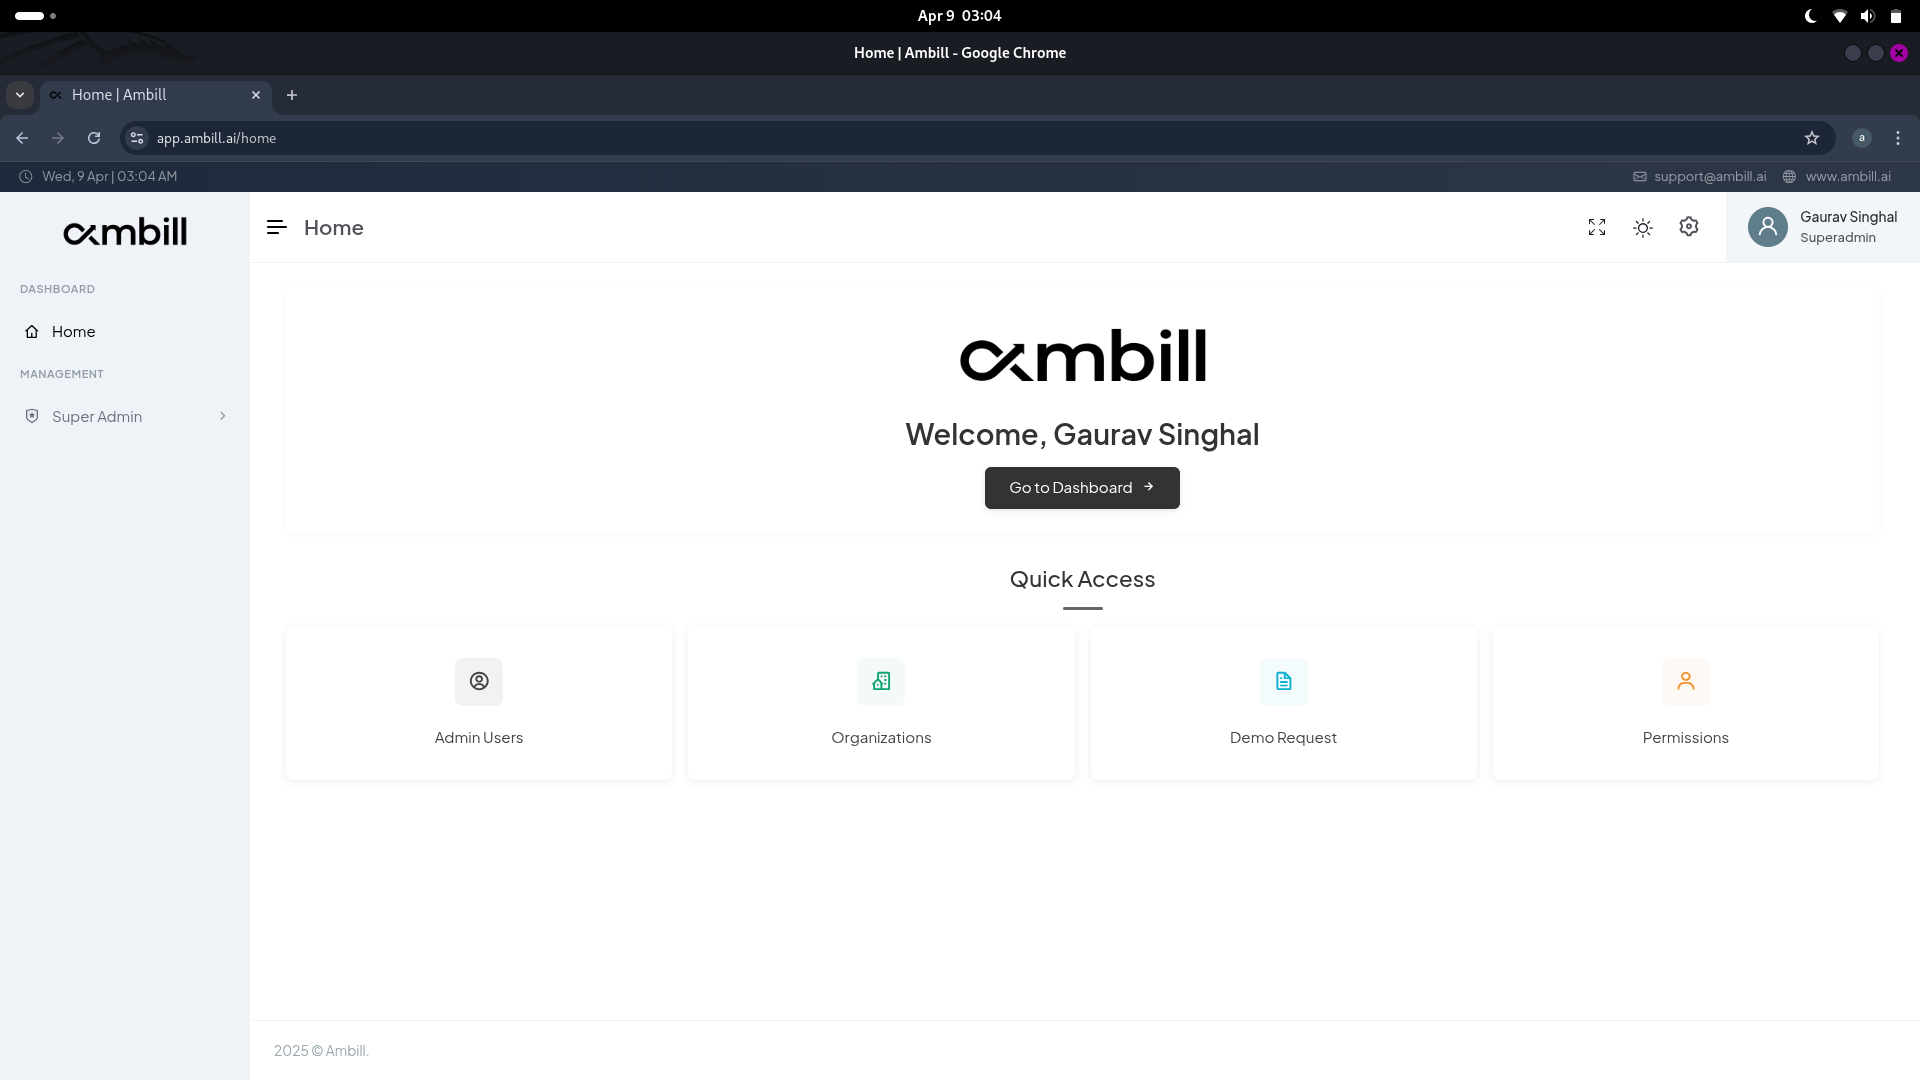 Apr 9 03:04
Home | Ambill - Google Chrome
Home | Ambill
app.ambill.ai/home
a
Wed, 9 Apr | 03:04 AM
support@ambill.ai
www.ambill.ai
ambill
Home
Gaurav Singhal
Superadmin
DASHBOARD
Home
MANAGEMENT
Super Admin
ambill
Welcome, Gaurav Singhal
Go to Dashboard
Quick Access
Admin Users
Organizations
Demo Request
Permissions
2025 © Ambill.